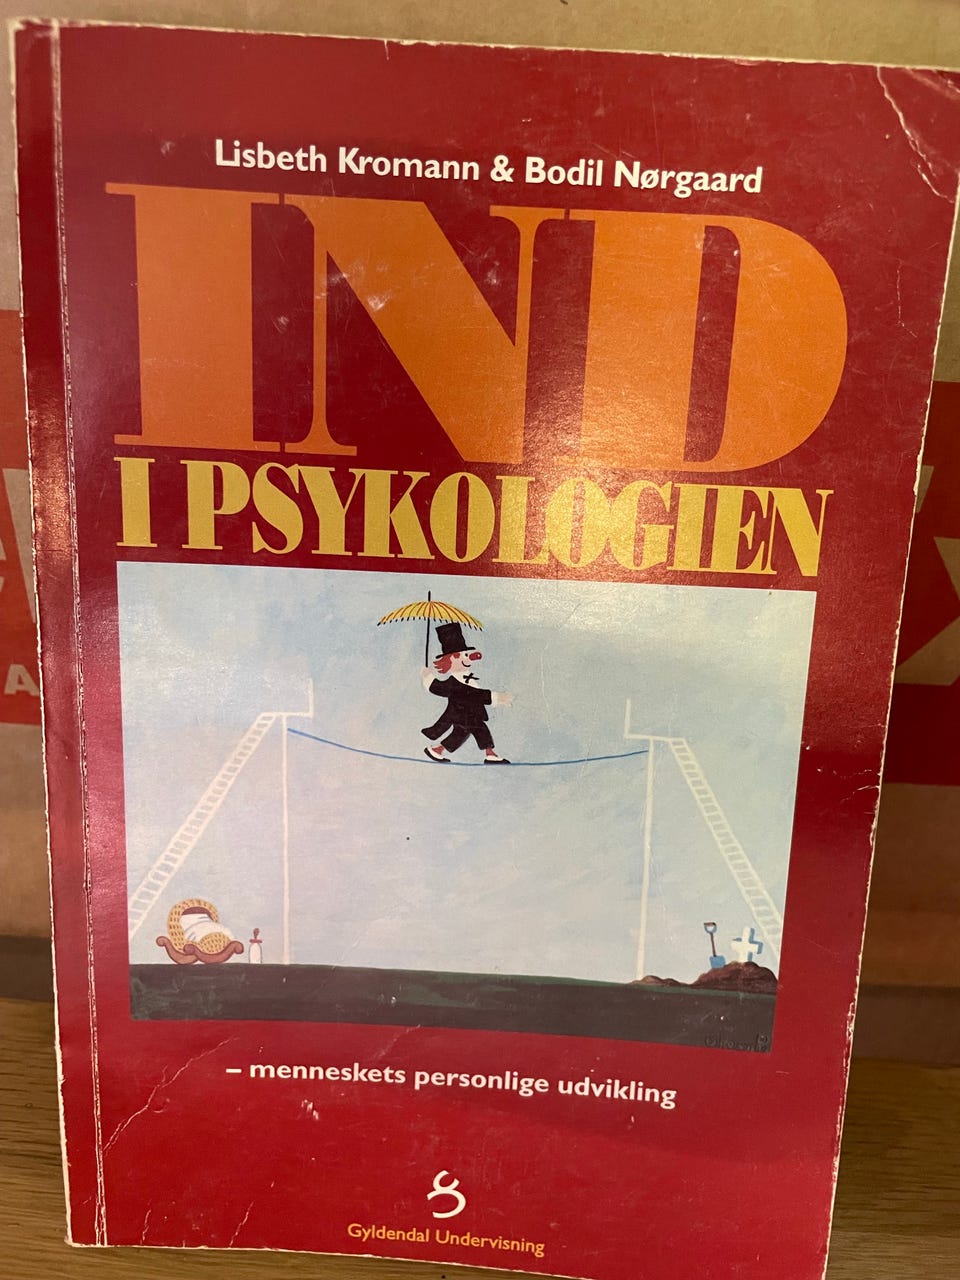 Lisbeth Kromann & Bodil Nørgaard
IND
I PSYKOLOGIEN
– menneskets personlige udvikling
Gyldendal Undervisning